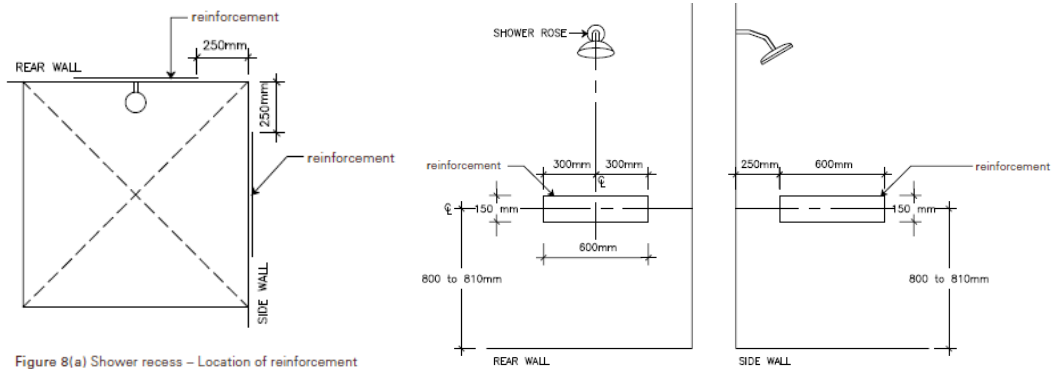 reinforcement
250mm
REAR WALL
250mm
reinforcement
SIDE WALL
Figure 8(a) Shower recess – Location of reinforcement
SHOWER ROSE
reinforcement
300mm
300mm
℄
℄
150 mm
600mm
800 to 810mm
REAR WALL
250mm
600mm
reinforcement
150 mm
800 to 810mm
SIDE WALL